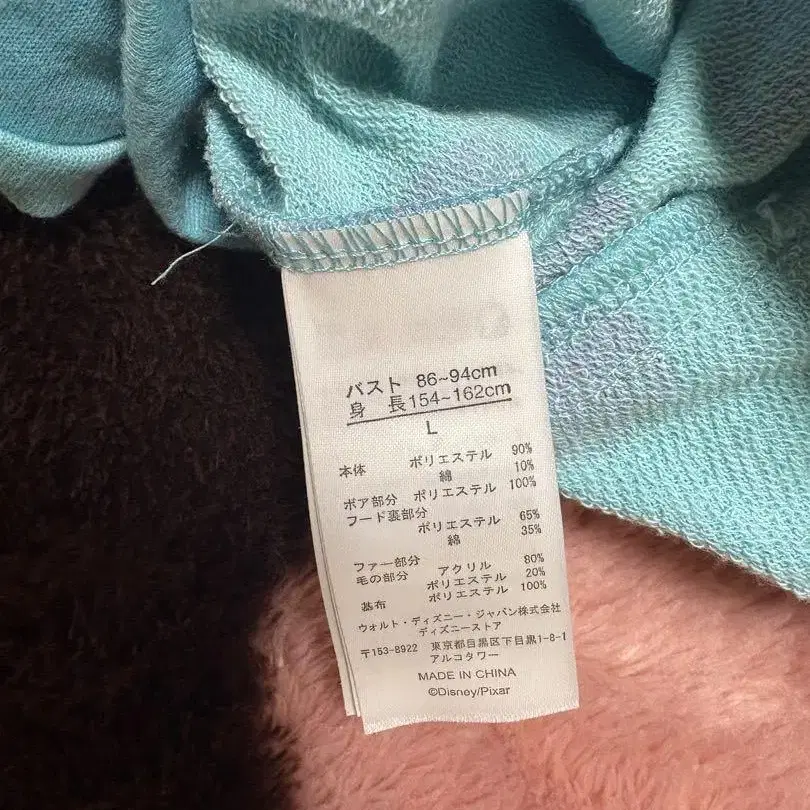 バスト 86~94cm
身 長 154~162cm
L
本体 ポリエステル 90%
綿 10%
ボア部分 ポリエステル 100%
フード裏部分
ポリエステル 65%
綿 35%
ファー部分
毛の部分 アクリル 80%
ポリエステル 20%
基布 ポリエステル 100%
ウォルト・ディズニー・ジャパン株式会社
ディズニーストア
〒153-8922 東京都目黒区下目黒1-8-1
アルコタワー
MADE IN CHINA
©Disney/Pixar